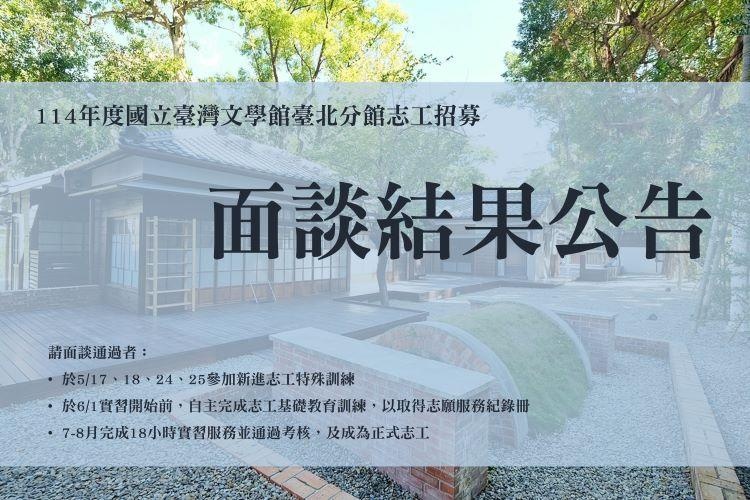 114年度國立臺灣文學館臺北分館志工招募
面談結果公告
請面談通過者：
• 於5/17、18、24、25參加新進志工特殊訓練
• 於6/1實習開始前，自主完成志工基礎教育訓練，以取得志願服務紀錄冊
• 7-8月完成18小時實習服務並通過考核，及成為正式志工